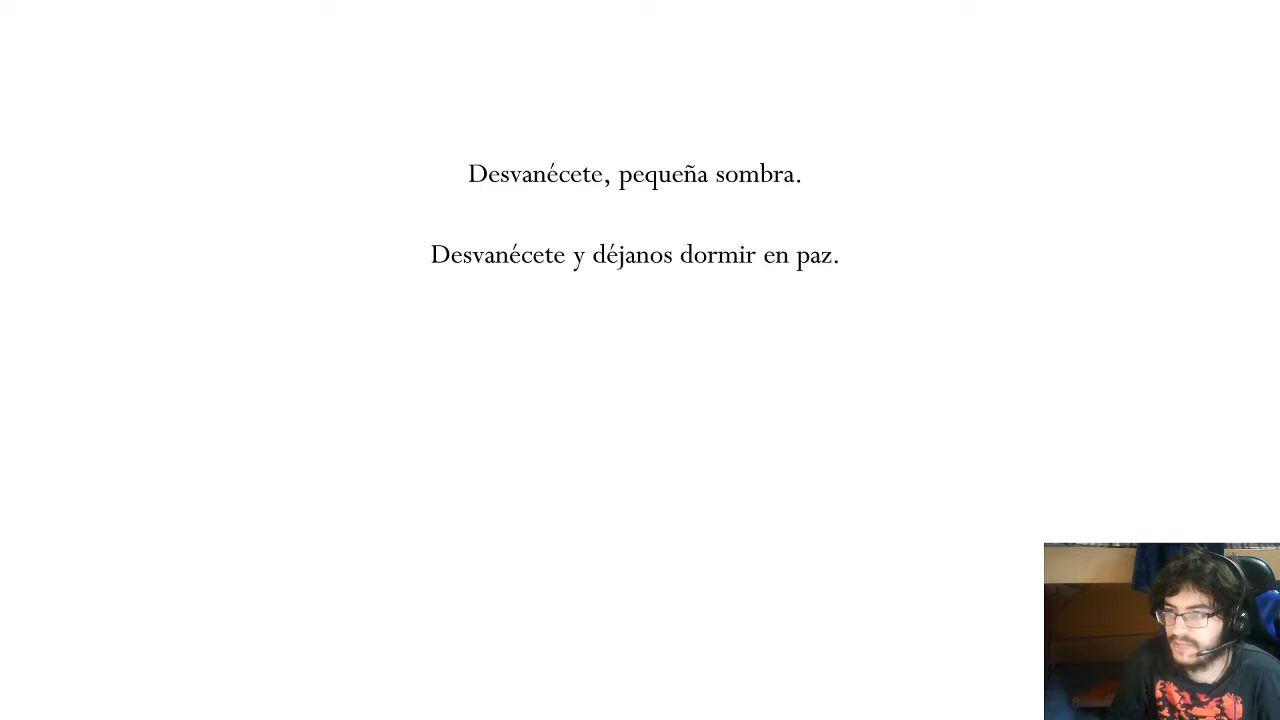 Desvanécete, pequeña sombra.
Desvanécete y déjanos dormir en paz.